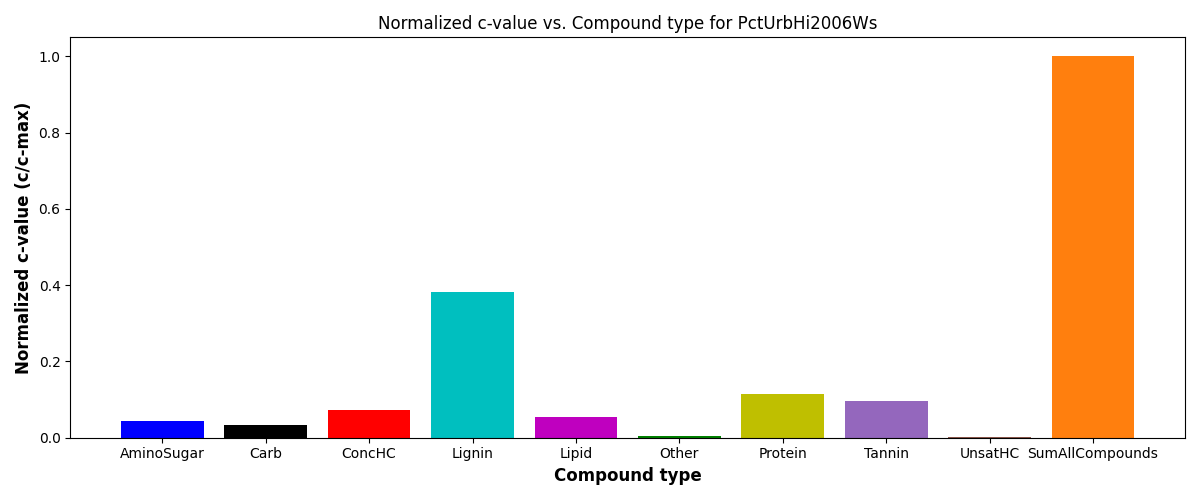 Normalized c-value vs. Compound type for PctUrbHi2006Ws
Normalized c-value (c/c-max)
1.0
0.8
0.6
0.4
0.2
0.0
AminoSugar Carb ConcHC Lignin Lipid Other Protein Tannin UnsatHC SumAllCompounds
Compound type